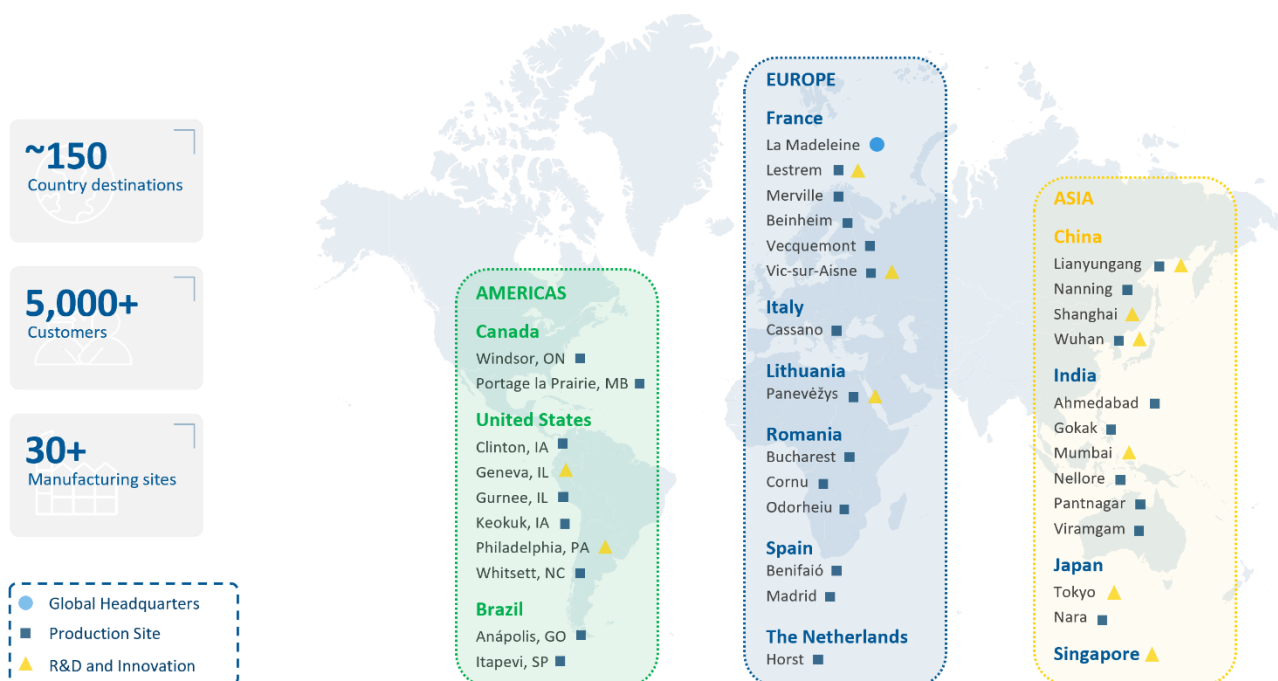 ~150
Country destinations
5,000+
Customers
30+
Manufacturing sites
Global Headquarters
Production Site
R&D and Innovation
AMERICAS
Canada
Windsor, ON
Portage la Prairie, MB
United States
Clinton, IA
Geneva, IL
Gurnee, IL
Keokuk, IA
Philadelphia, PA
Whitsett, NC
Brazil
Anápolis, GO
Itapevi, SP
EUROPE
France
La Madeleine
Lestrem
Merville
Beinheim
Vecquemont
Vic-sur-Aisne
Italy
Cassano
Lithuania
Panevėžys
Romania
Bucharest
Cornu
Odorheiu
Spain
Benifaió
Madrid
The Netherlands
Horst
ASIA
China
Lianyungang
Nanning
Shanghai
Wuhan
India
Ahmedabad
Gokak
Mumbai
Nellore
Pantnagar
Viramgam
Japan
Tokyo
Nara
Singapore